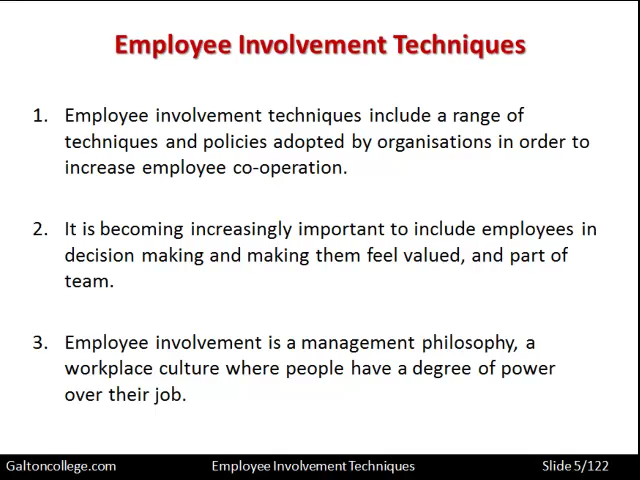 Employee Involvement Techniques
1. Employee involvement techniques include a range of
techniques and policies adopted by organisations in order to
increase employee co-operation.
2. It is becoming increasingly important to include employees in
decision making and making them feel valued, and part of
team.
3. Employee involvement is a management philosophy, a
workplace culture where people have a degree of power
over their job.
Galtoncollege.com Employee Involvement Techniques Slide 5/122